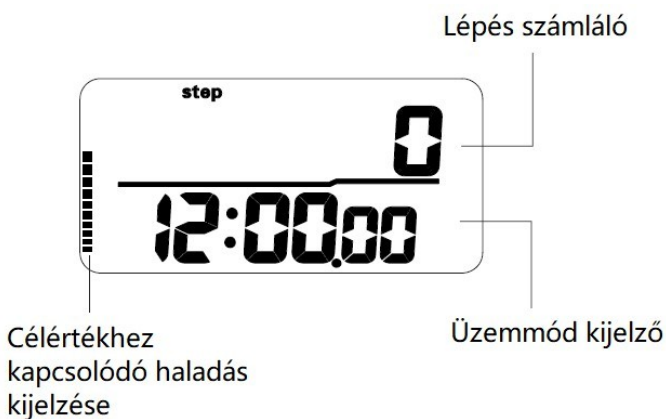 Lépés számláló
step
0
12:00.00
Üzemmód kijelző
Célértékhez
kapcsolódó haladás
kijelzése